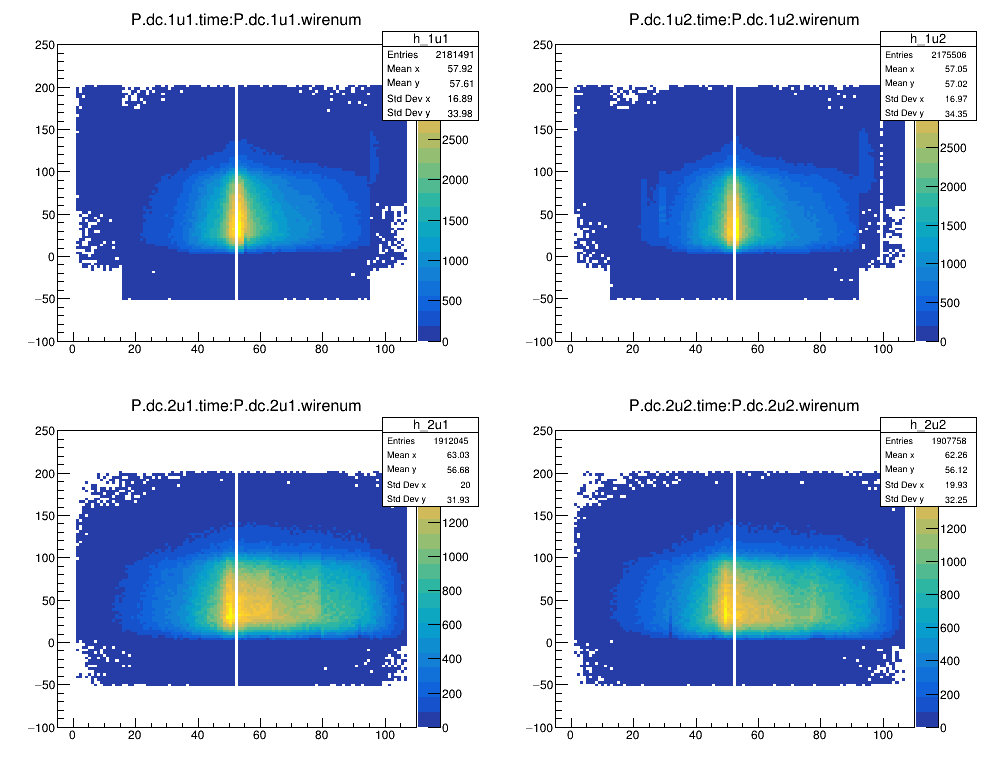 P.dc.1u1.time:P.dc.1u1.wirenum
h_1u1
Entries 2181491
Mean x 57.92
Mean y 57.61
Std Dev x 16.89
Std Dev y 33.98
250
200
150
100
50
0
−50
−100
0 20 40 60 80 100
2500
2000
1500
1000
500
0
P.dc.1u2.time:P.dc.1u2.wirenum
h_1u2
Entries 2175506
Mean x 57.05
Mean y 57.02
Std Dev x 16.97
Std Dev y 34.35
250
200
150
100
50
0
−50
−100
0 20 40 60 80 100
2500
2000
1500
1000
500
0
P.dc.2u1.time:P.dc.2u1.wirenum
h_2u1
Entries 1912045
Mean x 63.03
Mean y 56.68
Std Dev x 20
Std Dev y 31.93
250
200
150
100
50
0
−50
−100
0 20 40 60 80 100
1200
1000
800
600
400
200
0
P.dc.2u2.time:P.dc.2u2.wirenum
h_2u2
Entries 1907758
Mean x 62.26
Mean y 56.12
Std Dev x 19.93
Std Dev y 32.25
250
200
150
100
50
0
−50
−100
0 20 40 60 80 100
1200
1000
800
600
400
200
0